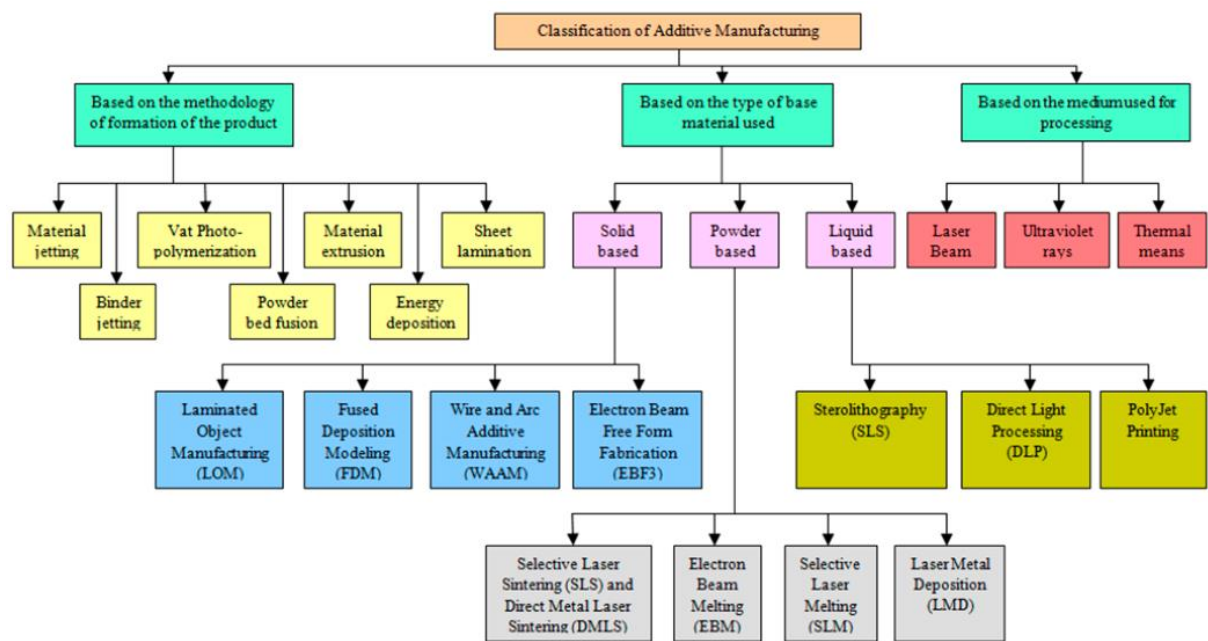 Classification of Additive Manufacturing
Based on the methodology
of formation of the product
Based on the type of base
material used
Based on the medium used for
processing
Material
jetting
Vat Photo-
polymerization
Material
extrusion
Sheet
lamination
Solid
based
Powder
based
Liquid
based
Laser
Beam
Ultraviolet
rays
Thermal
means
Binder
jetting
Powder
bed fusion
Energy
deposition
Laminated
Object
Manufacturing
(LOM)
Fused
Deposition
Modeling
(FDM)
Wire and Arc
Additive
Manufacturing
(WAAM)
Electron Beam
Free Form
Fabrication
(EBF3)
Sterolithography
(SLS)
Direct Light
Processing
(DLP)
PolyJet
Printing
Selective Laser
Sintering (SLS) and
Direct Metal Laser
Sintering (DMLS)
Electron
Beam
Melting
(EBM)
Selective
Laser
Melting
(SLM)
Laser Metal
Deposition
(LMD)